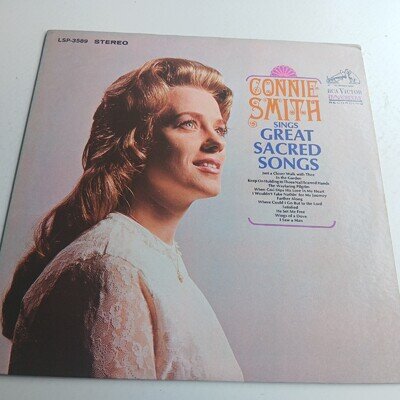 LSP-3589 STEREO
CONNIE
SMITH
SINGS
GREAT
SACRED
SONGS
Just a Closer Walk with Thee
In the Garden
Keep On Holding to Those Nail-Scarred Hands
The Wayfaring Pilgrim
When God Dips His Love in My Heart
I Wouldn't Take Nothin' for My Journey
Farther Along
Where Could I Go But to the Lord
Satisfied
He Set Me Free
Wings of a Dove
I Saw a Man
RCA VICTOR
DYNAGROOVE
RECORDING